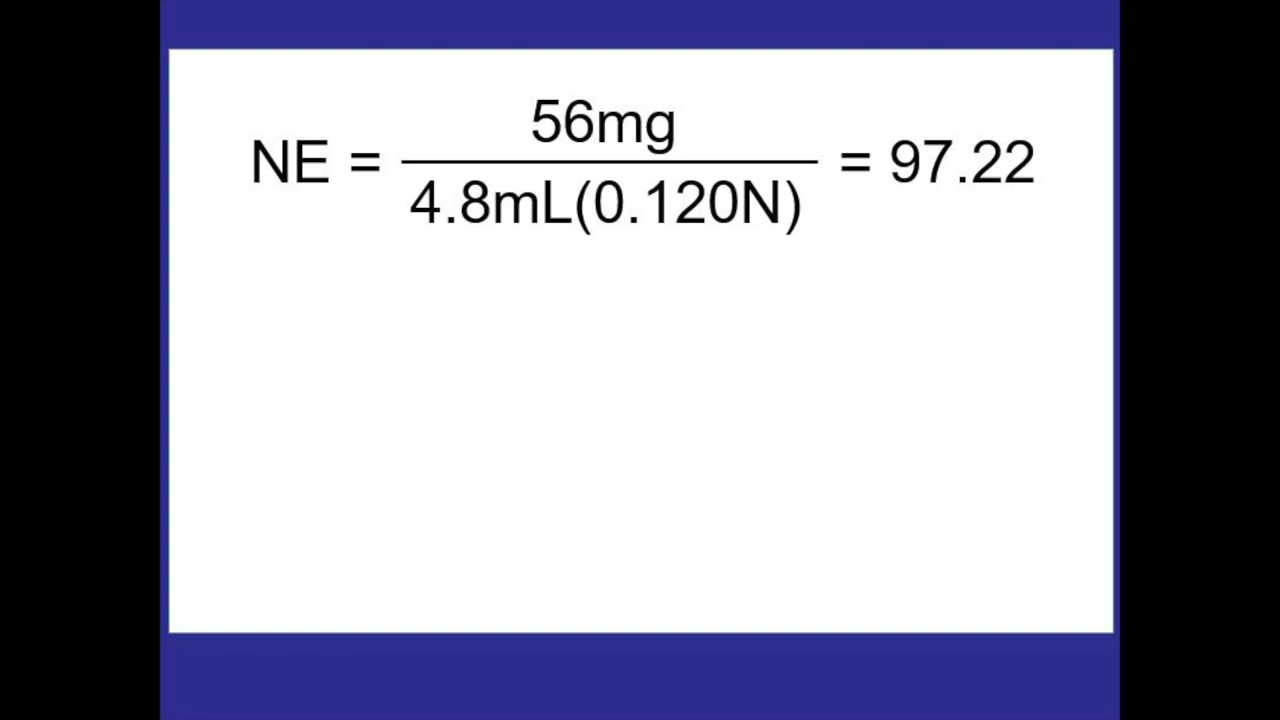 NE = 56mg / 4.8mL(0.120N) = 97.22